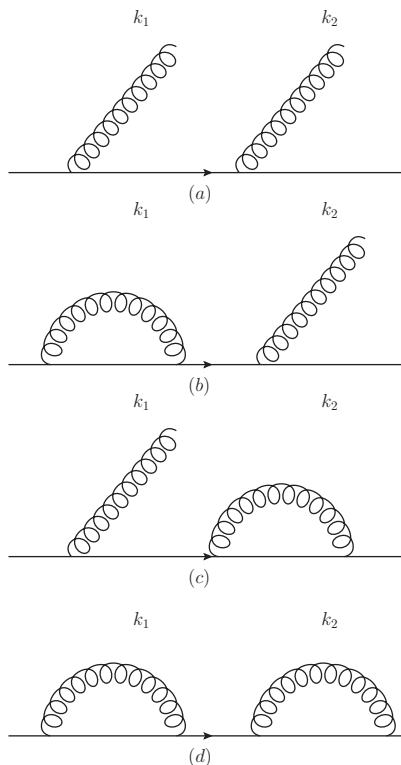 k₁ k₂
(a)
k₁ k₂
(b)
k₁ k₂
(c)
k₁ k₂
(d)